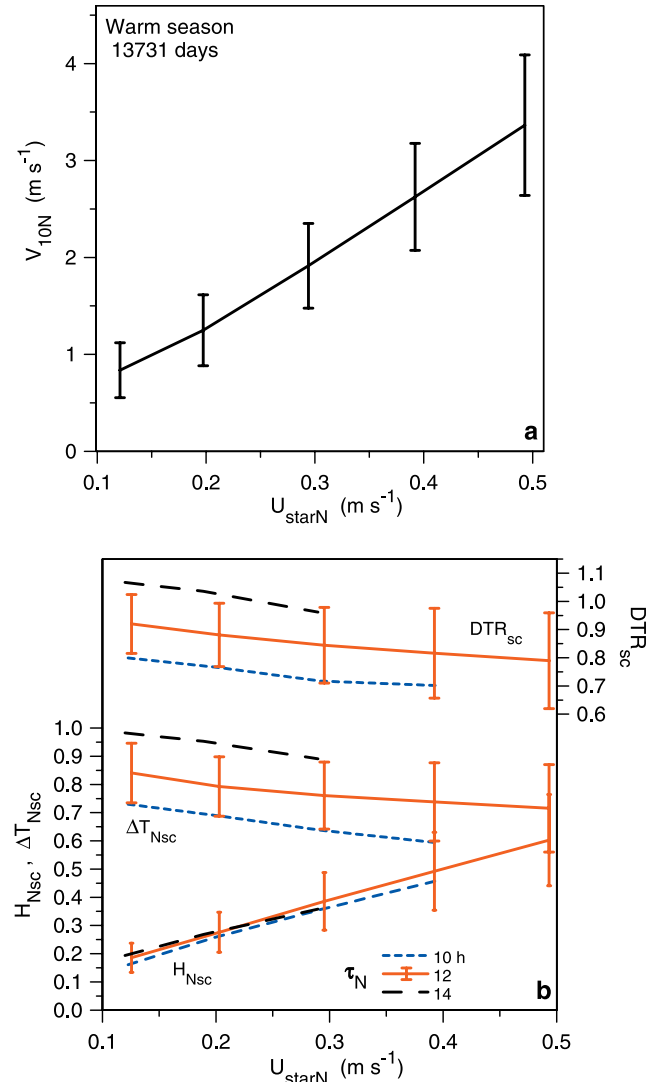 Warm season
13731 days
4
3
2
1
0
V10N (m s-1)
a
0.1 0.2 0.3 0.4 0.5
UstarN (m s-1)
1.1
1.0
0.9
0.8
0.7
0.6
DTRsc
DTRsc
1.0
0.9
0.8
0.7
0.6
0.5
0.4
0.3
0.2
0.1
0.0
HNsc , ΔTNsc
ΔTNsc
HNsc
τN
10 h
12
14
b
0.1 0.2 0.3 0.4 0.5
UstarN (m s-1)